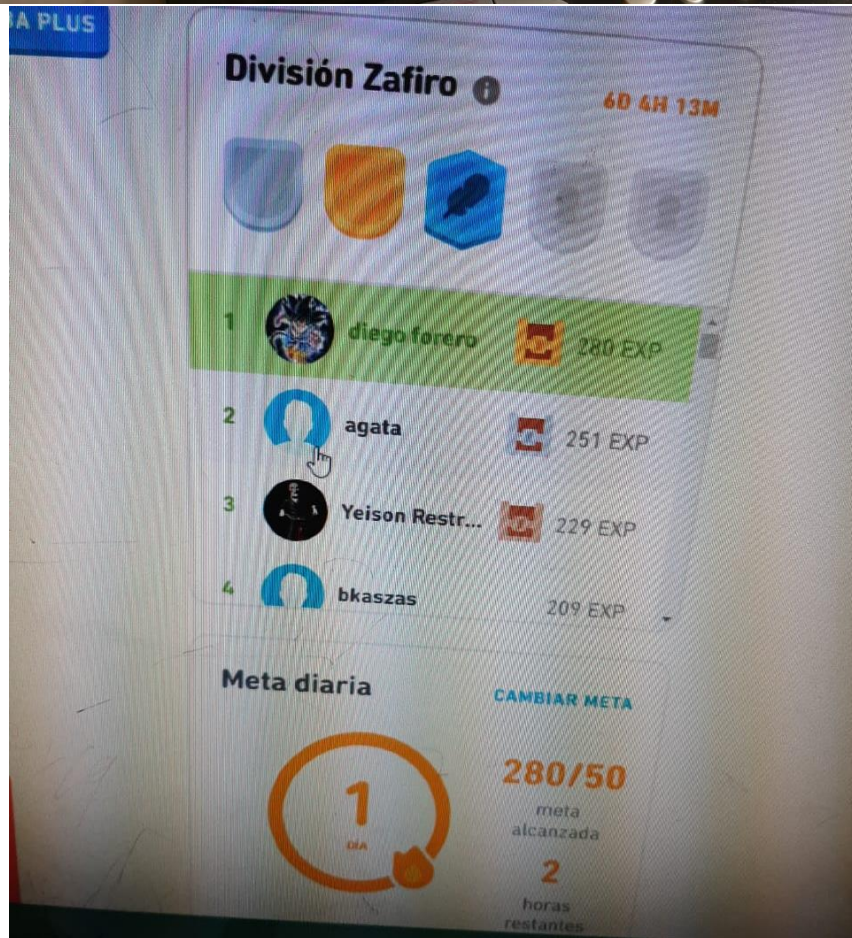 BA PLUS
División Zafiro
6D 4H 13M
1 diego forero 280 EXP
2 agata 251 EXP
3 Yeison Restr... 229 EXP
4 bkaszas 209 EXP
Meta diaria
CAMBIAR META
1
DÍA
280/50
meta
alcanzada
2
horas
restantes